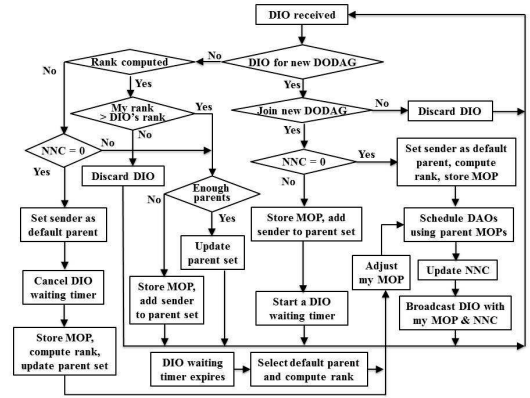 DIO received
Rank computed
No
DIO for new DODAG
No
Yes
Yes
My rank
> DIO's rank
Yes
Join new DODAG
No
Discard DIO
No
Yes
NNC = 0
No
Discard DIO
NNC = 0
Yes
Set sender as default
parent, compute
rank, store MOP
Yes
No
Enough
parents
No
Yes
Set sender as
default parent
Update
parent set
Store MOP, add
sender to parent set
Schedule DAOs
using parent MOPs
Cancel DIO
waiting timer
Store MOP,
add sender
to parent set
Start a DIO
waiting timer
Adjust
my MOP
Update NNC
Broadcast DIO with
my MOP & NNC
Store MOP,
compute rank,
update parent set
DIO waiting
timer expires
Select default parent
and compute rank